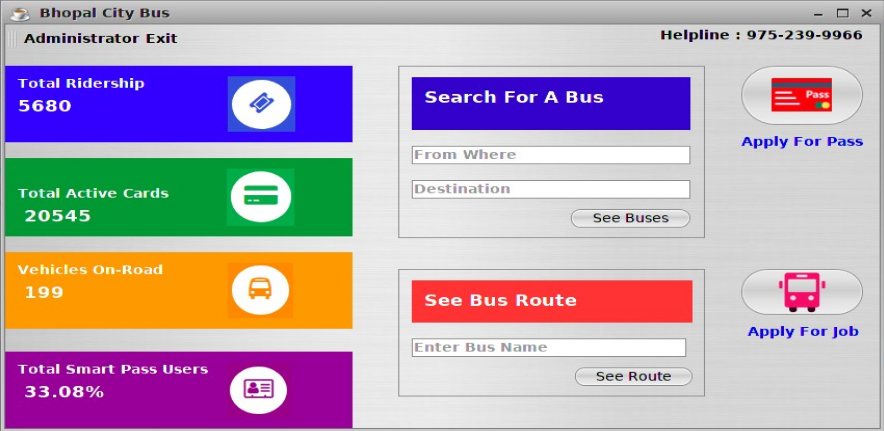 Bhopal City Bus
Administrator Exit
Helpline : 975-239-9966
Total Ridership
5680
Total Active Cards
20545
Vehicles On-Road
199
Total Smart Pass Users
33.08%
Search For A Bus
From Where
Destination
See Buses
See Bus Route
Enter Bus Name
See Route
Pass
Apply For Pass
Apply For Job